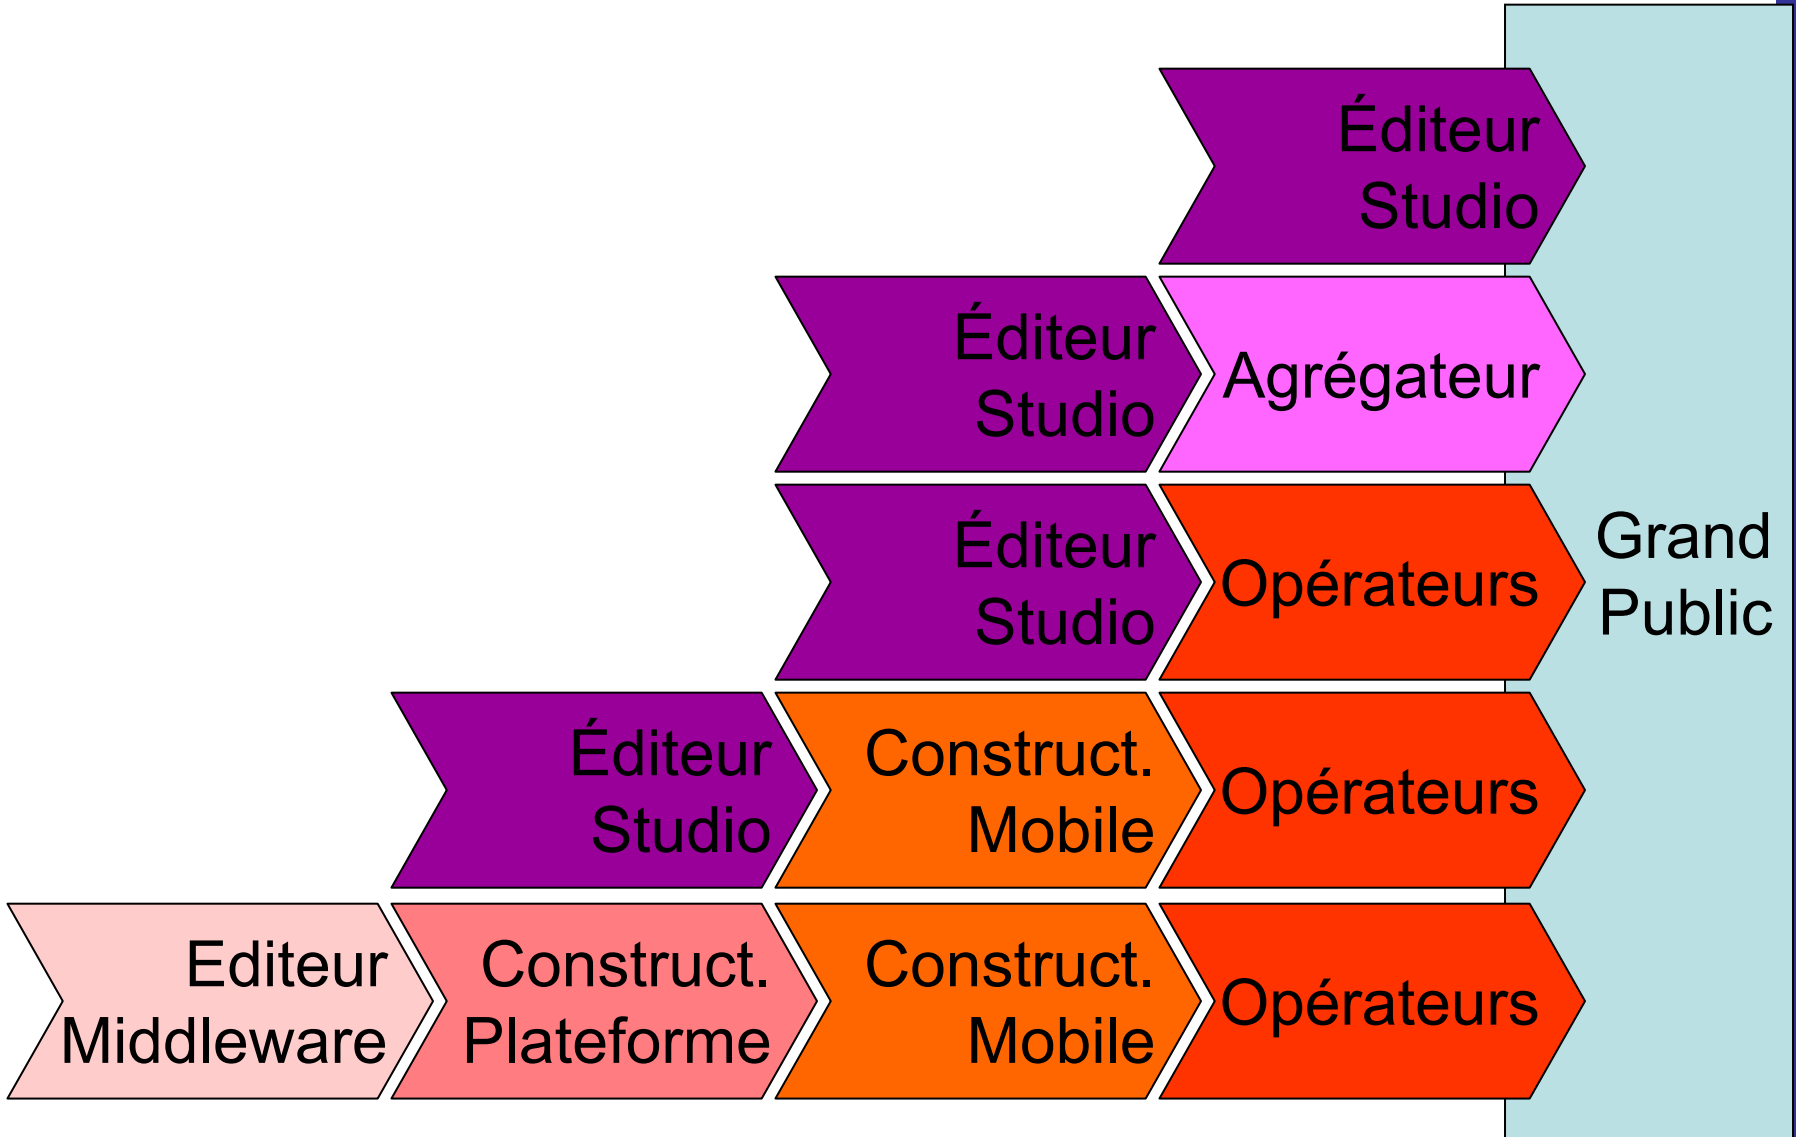 Éditeur
Studio
Éditeur
Studio
Agrégateur
Éditeur
Studio
Opérateurs
Grand
Public
Éditeur
Studio
Construct.
Mobile
Opérateurs
Editeur
Middleware
Construct.
Plateforme
Construct.
Mobile
Opérateurs